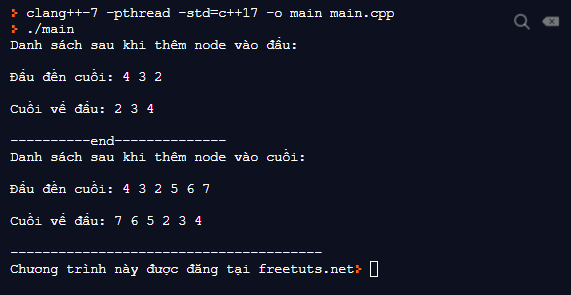 clang++-7 -pthread -std=c++17 -o main main.cpp
./main
Danh sách sau khi thêm node vào đầu:
Đầu đến cuối: 4 3 2
Cuối về đầu: 2 3 4
----------end--------------
Danh sách sau khi thêm node vào cuối:
Đầu đến cuối: 4 3 2 5 6 7
Cuối về đầu: 7 6 5 2 3 4
---------------------------------------
Chương trình này được đăng tại freetuts.net